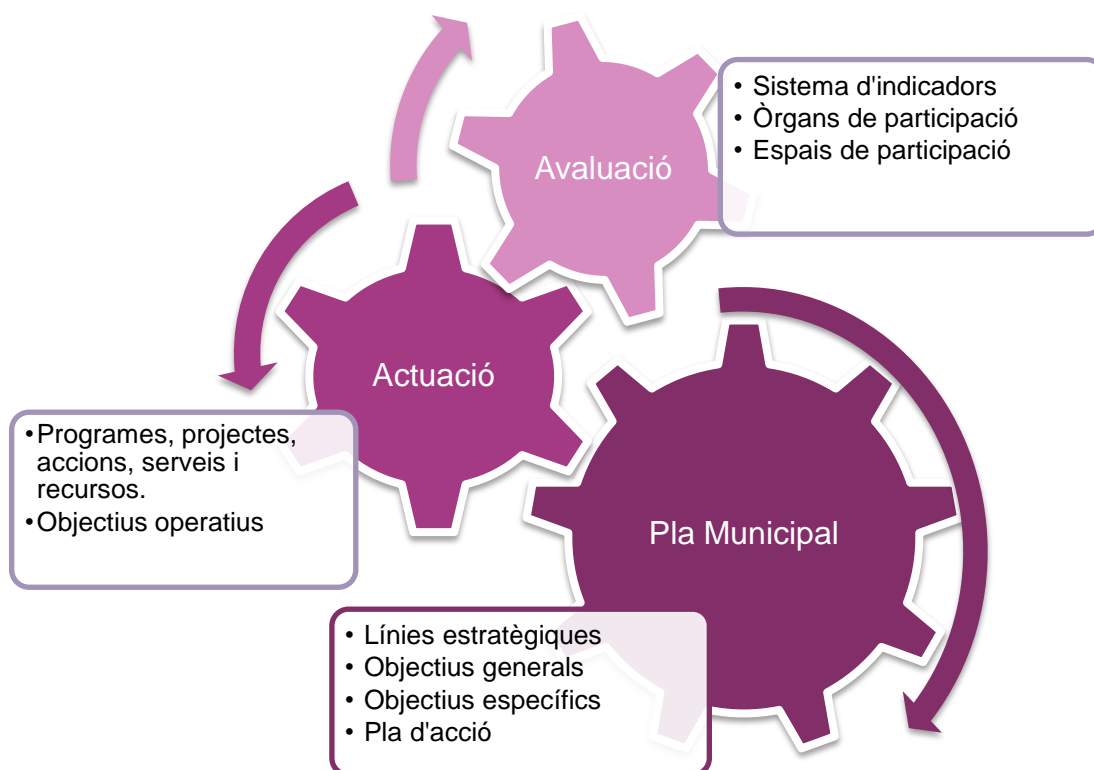 Avaluació
• Sistema d'indicadors
• Òrgans de participació
• Espais de participació
Actuació
•Programes, projectes,
accions, serveis i
recursos.
•Objectius operatius
Pla Municipal
• Línies estratègiques
• Objectius generals
• Objectius específics
• Pla d'acció